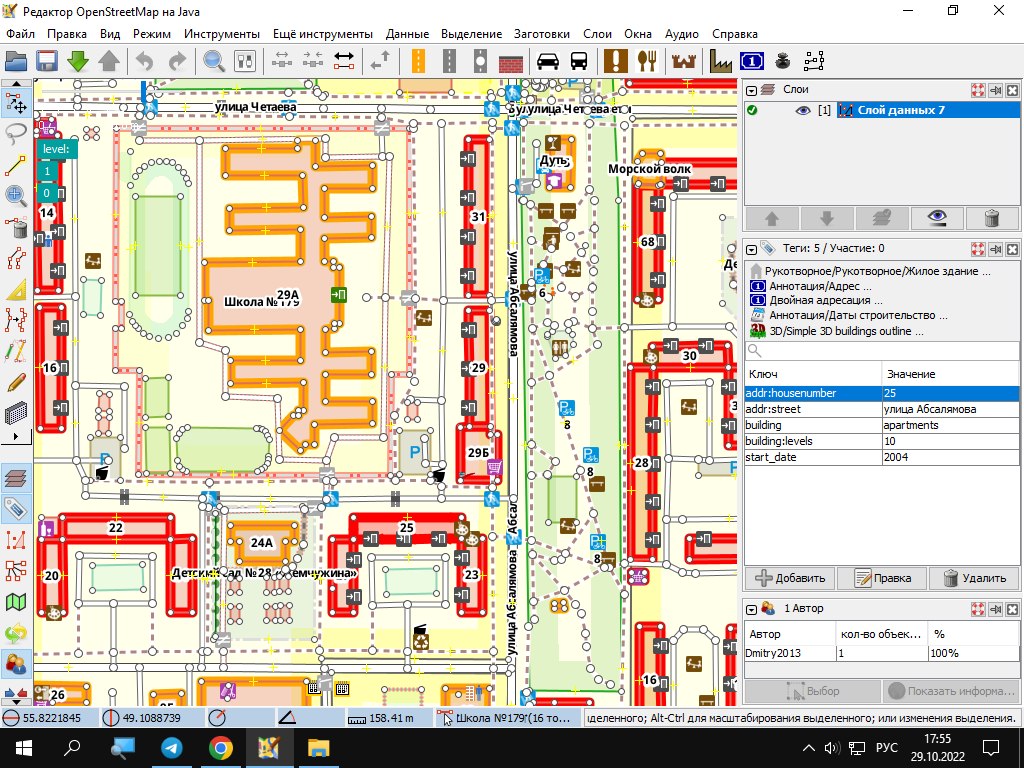 Редактор OpenStreetMap на Java
Файл Правка Вид Режим Инструменты Ещё инструменты Данные Выделение Заготовки Слои Окна Аудио Справка
улица Четаева
улица Четаева
level:
1
0
14
16
Школа №179
29А
31
29
29Б
Дуть
Морской волк
68
30
28
6
8
8
8
улица Абсалямова
улица Абсалямова
22
20
24А
Детский сад №28 «Жемчужина»
25
23
16
26
Слои
[1] Слой данных 7
Теги: 5 / Участие: 0
Рукотворное/Рукотворное/Жилое здание ...
Аннотация/Адрес ...
Двойная адресация ...
Аннотация/Даты строительство ...
3D/Simple 3D buildings outline ...
Ключ Значение
addr:housenumber 25
addr:street улица Абсалямова
building apartments
building:levels 10
start_date 2004
Добавить Правка Удалить
1 Автор
Автор кол-во объек... %
Dmitry2013 1 100%
Выбор Показать информа...
55.8221845 49.1088739 158.41 m Школа №179"(16 то... целенного; Alt-Ctrl для масштабирования выделенного; или изменения выделения.
РУС
17:55
29.10.2022